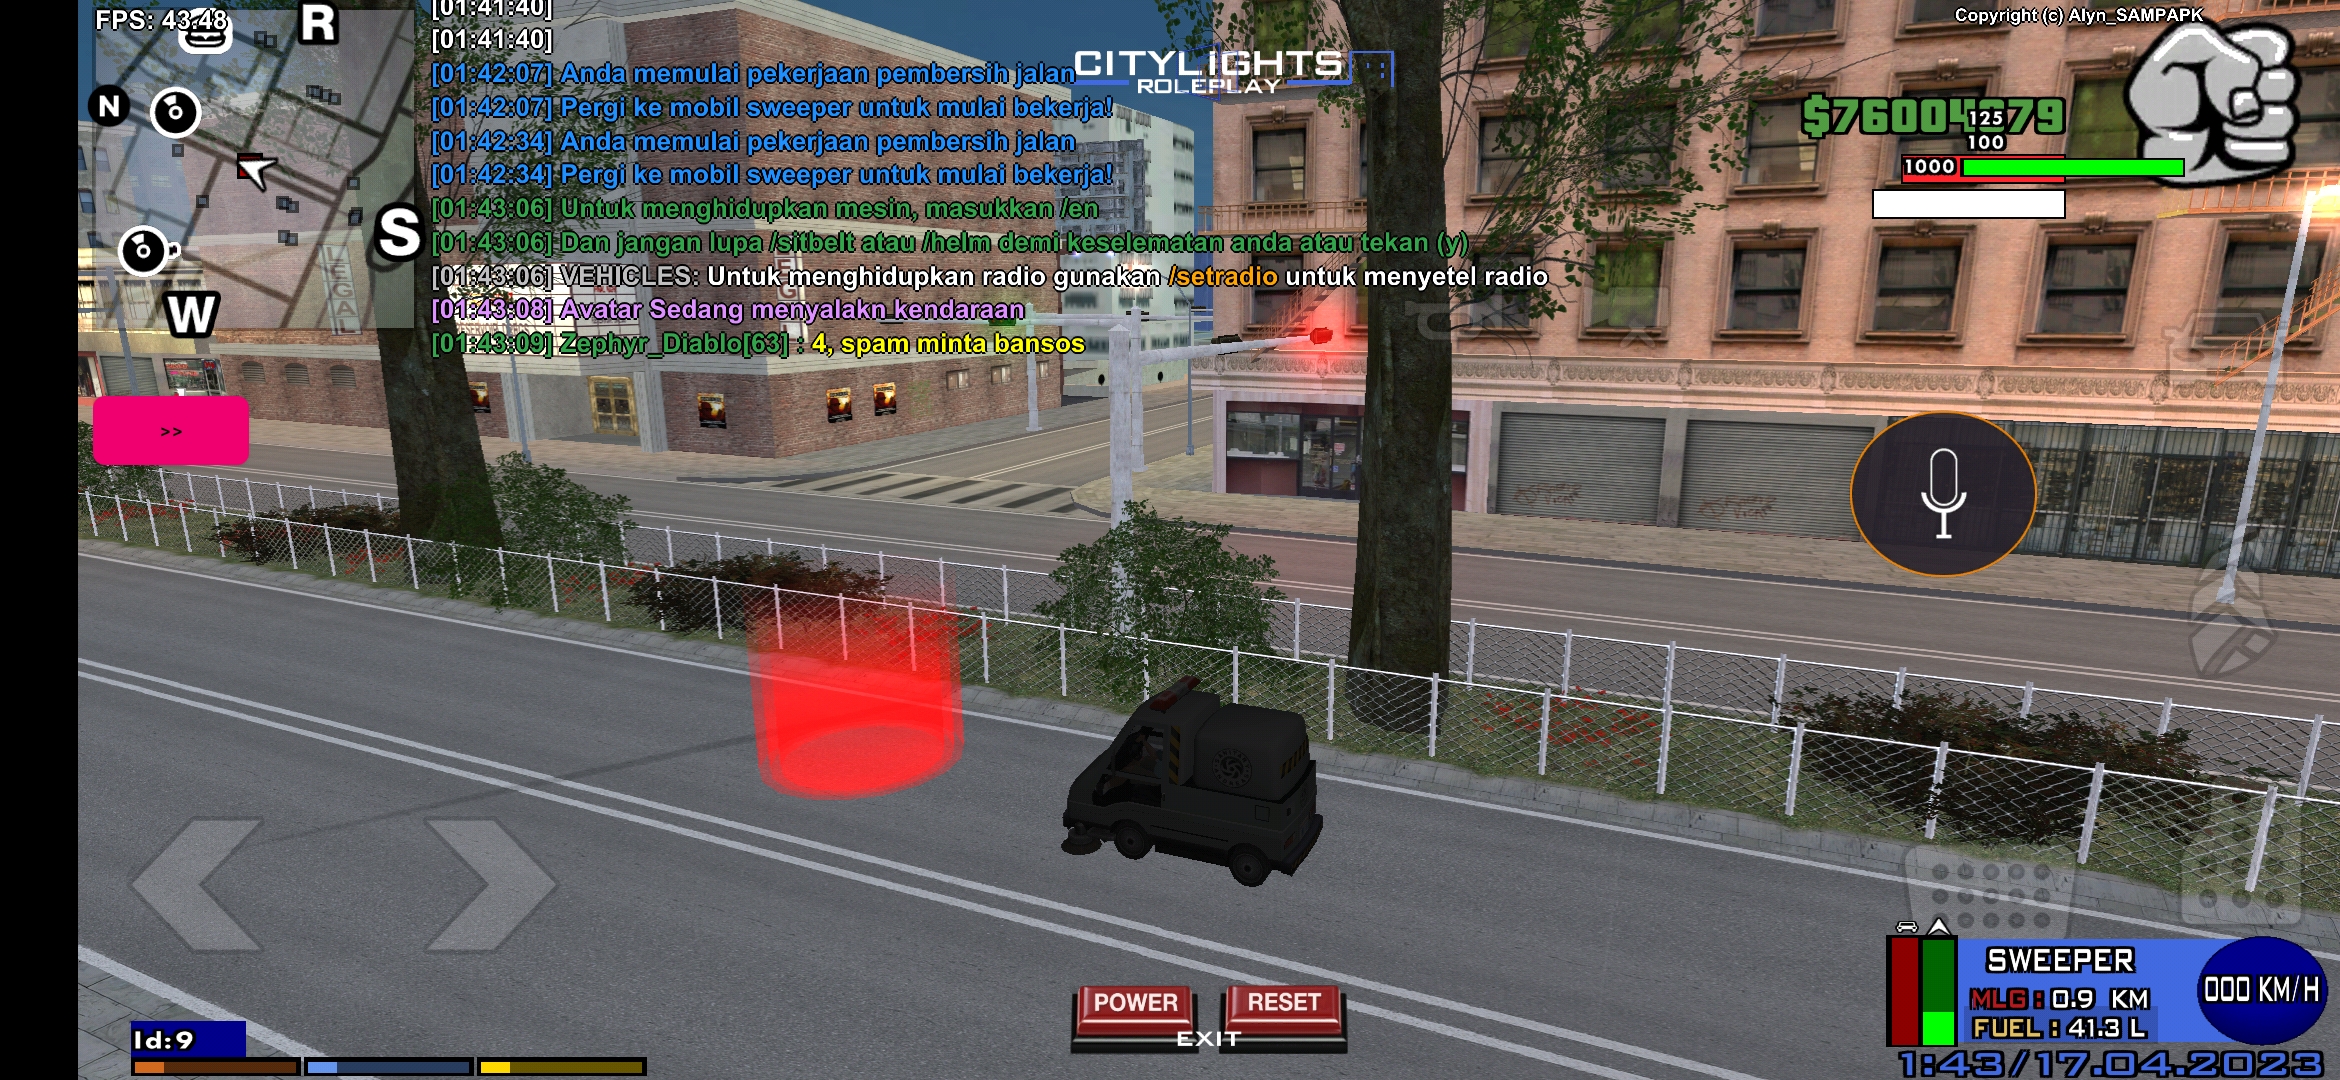 [01:41:40]
FPS: 43.48
R
Copyright (c) Alyn_SAMPAPK
[01:41:40]
[01:42:07] Anda memulai pekerjaan pembersih jalan
CITYLIGHTS
ROLEPLAY
N
[01:42:07] Pergi ke mobil sweeper untuk mulai bekerja!
125
100
[01:42:34] Anda memulai pekerjaan pembersih jalan
[01:42:34] Pergi ke mobil sweeper untuk mulai bekerja!
1000
[01:43:06] Untuk menghidupkan mesin, masukkan /en
S
[01:43:06] Dan jangan lupa /sitbelt atau /helm demi keselematan anda atau tekan (y)
[01:43:06] VEHICLES: Untuk menghidupkan radio gunakan /setradio untuk menyetel radio
W
[01:43:08] Avatar Sedang menyalakn kendaraan
[01:43:09] Zephyr_Diablo[63] : 4, spam minta bansos
LEGAL
>>
POWER
RESET
EXIT
SWEEPER
MLG : 0.9 KM
FUEL : 41.3 L
000 KM/H
Id:9
1:43/17.04.2023